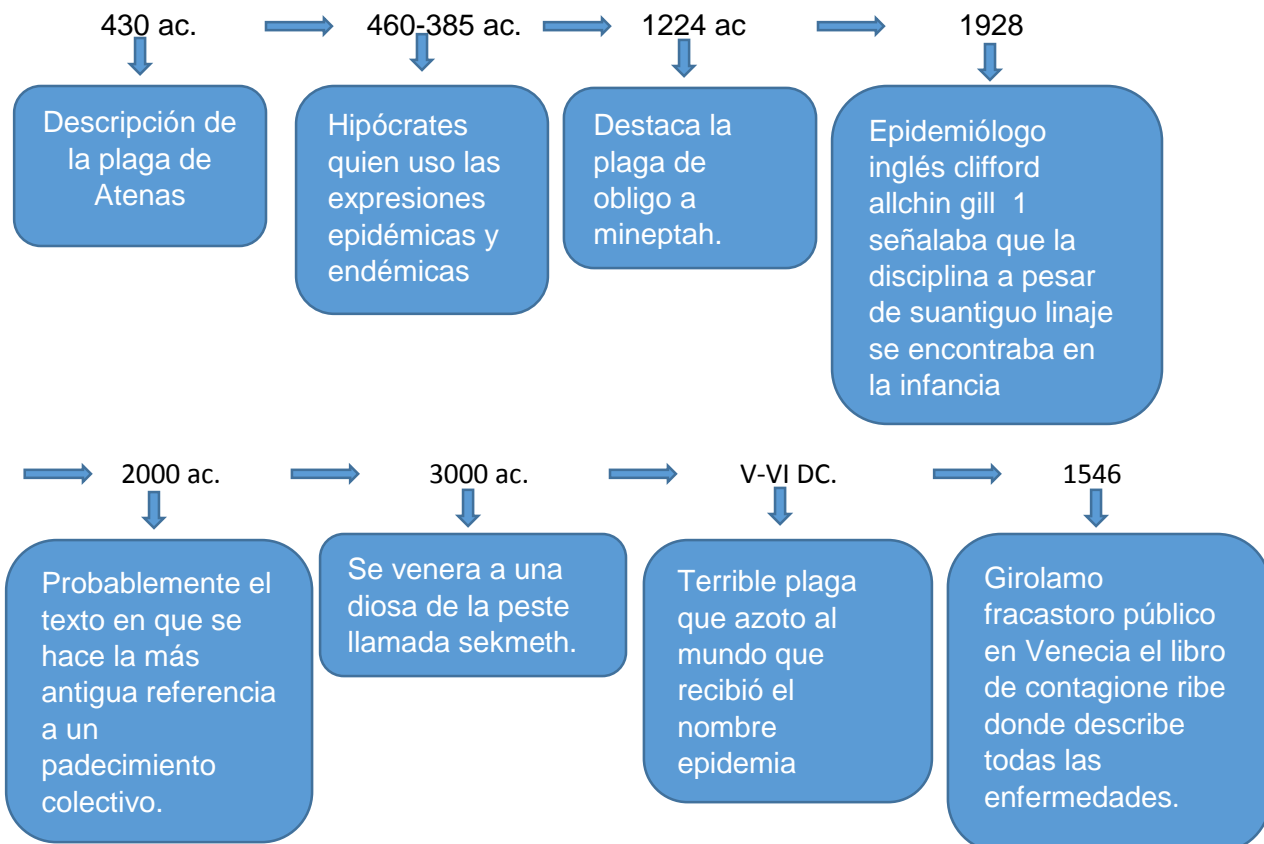 430 ac.
460-385 ac.
1224 ac
1928
Descripción de
la plaga de
Atenas
Hipócrates
quien uso las
expresiones
epidémicas y
endémicas
Destaca la
plaga de
obligo a
mineptah.
Epidemiólogo
inglés clifford
allchin gill 1
señalaba que la
disciplina a pesar
de suantiguo linaje
se encontraba en
la infancia
2000 ac.
3000 ac.
V-VI DC.
1546
Probablemente el
texto en que se
hace la más
antigua referencia
a un
padecimiento
colectivo.
Se venera a una
diosa de la peste
llamada sekmeth.
Terrible plaga
que azoto al
mundo que
recibió el
nombre
epidemia
Girolamo
fracastoro público
en Venecia el libro
de contagione ribe
donde describe
todas las
enfermedades.